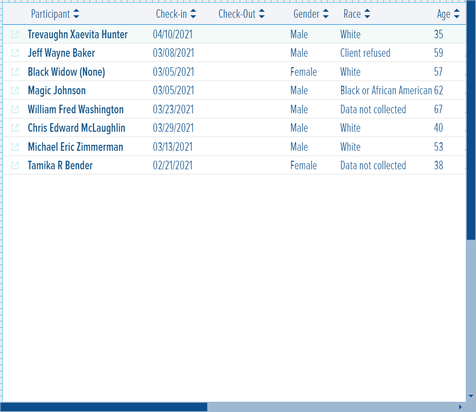 Participant Check-in Check-Out Gender Race Age
Trevaughn Xaevita Hunter 04/10/2021 Male White 35
Jeff Wayne Baker 03/08/2021 Male Client refused 59
Black Widow (None) 03/05/2021 Female White 57
Magic Johnson 03/05/2021 Male Black or African American 62
William Fred Washington 03/23/2021 Male Data not collected 67
Chris Edward McLaughlin 03/29/2021 Male White 40
Michael Eric Zimmerman 03/13/2021 Male White 53
Tamika R Bender 02/21/2021 Female Data not collected 38